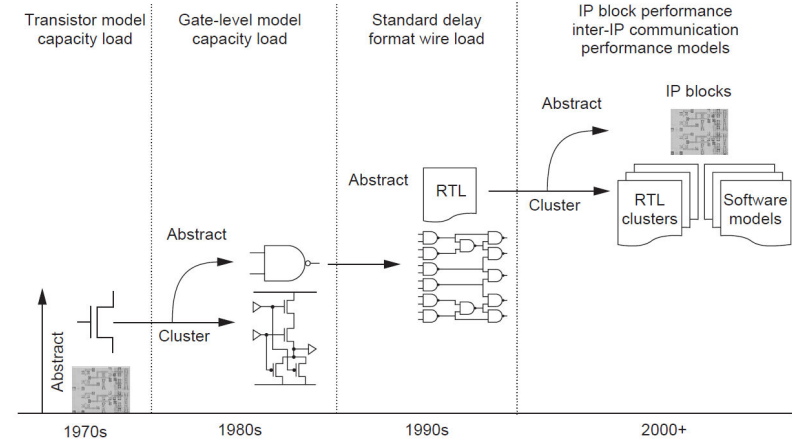 Transistor model
capacity load
Gate-level model
capacity load
Standard delay
format wire load
IP block performance
inter-IP communication
performance models
Abstract
IP blocks
Abstract
RTL
Cluster
RTL
clusters
Software
models
Abstract
Cluster
Abstract
1970s
1980s
1990s
2000+